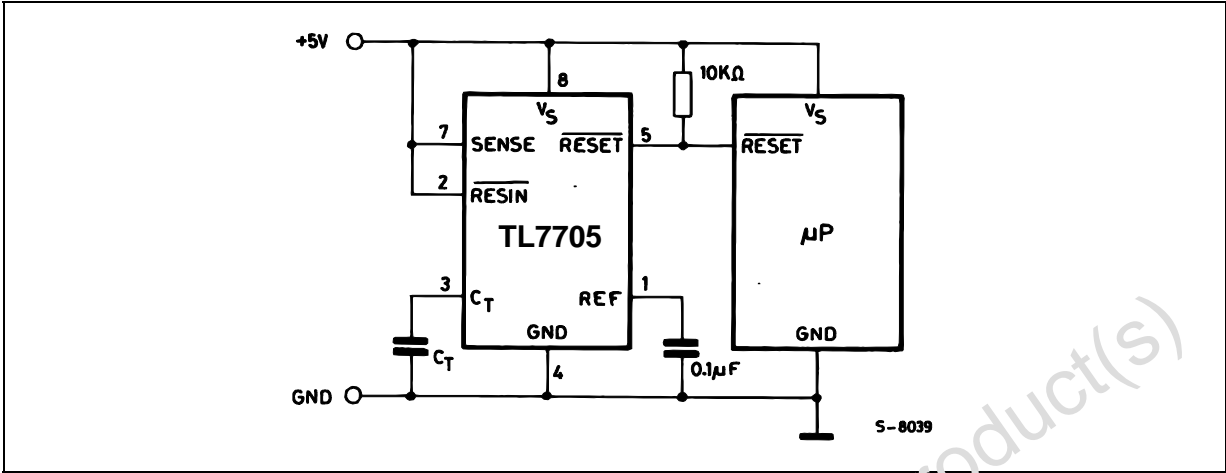 +5V
8
10KΩ
VS
VS
7
SENSE
RESET
5
RESET
2
RESIN
TL7705
µP
3
CT
REF
1
GND
GND
CT
4
0.1µF
GND
S-8039